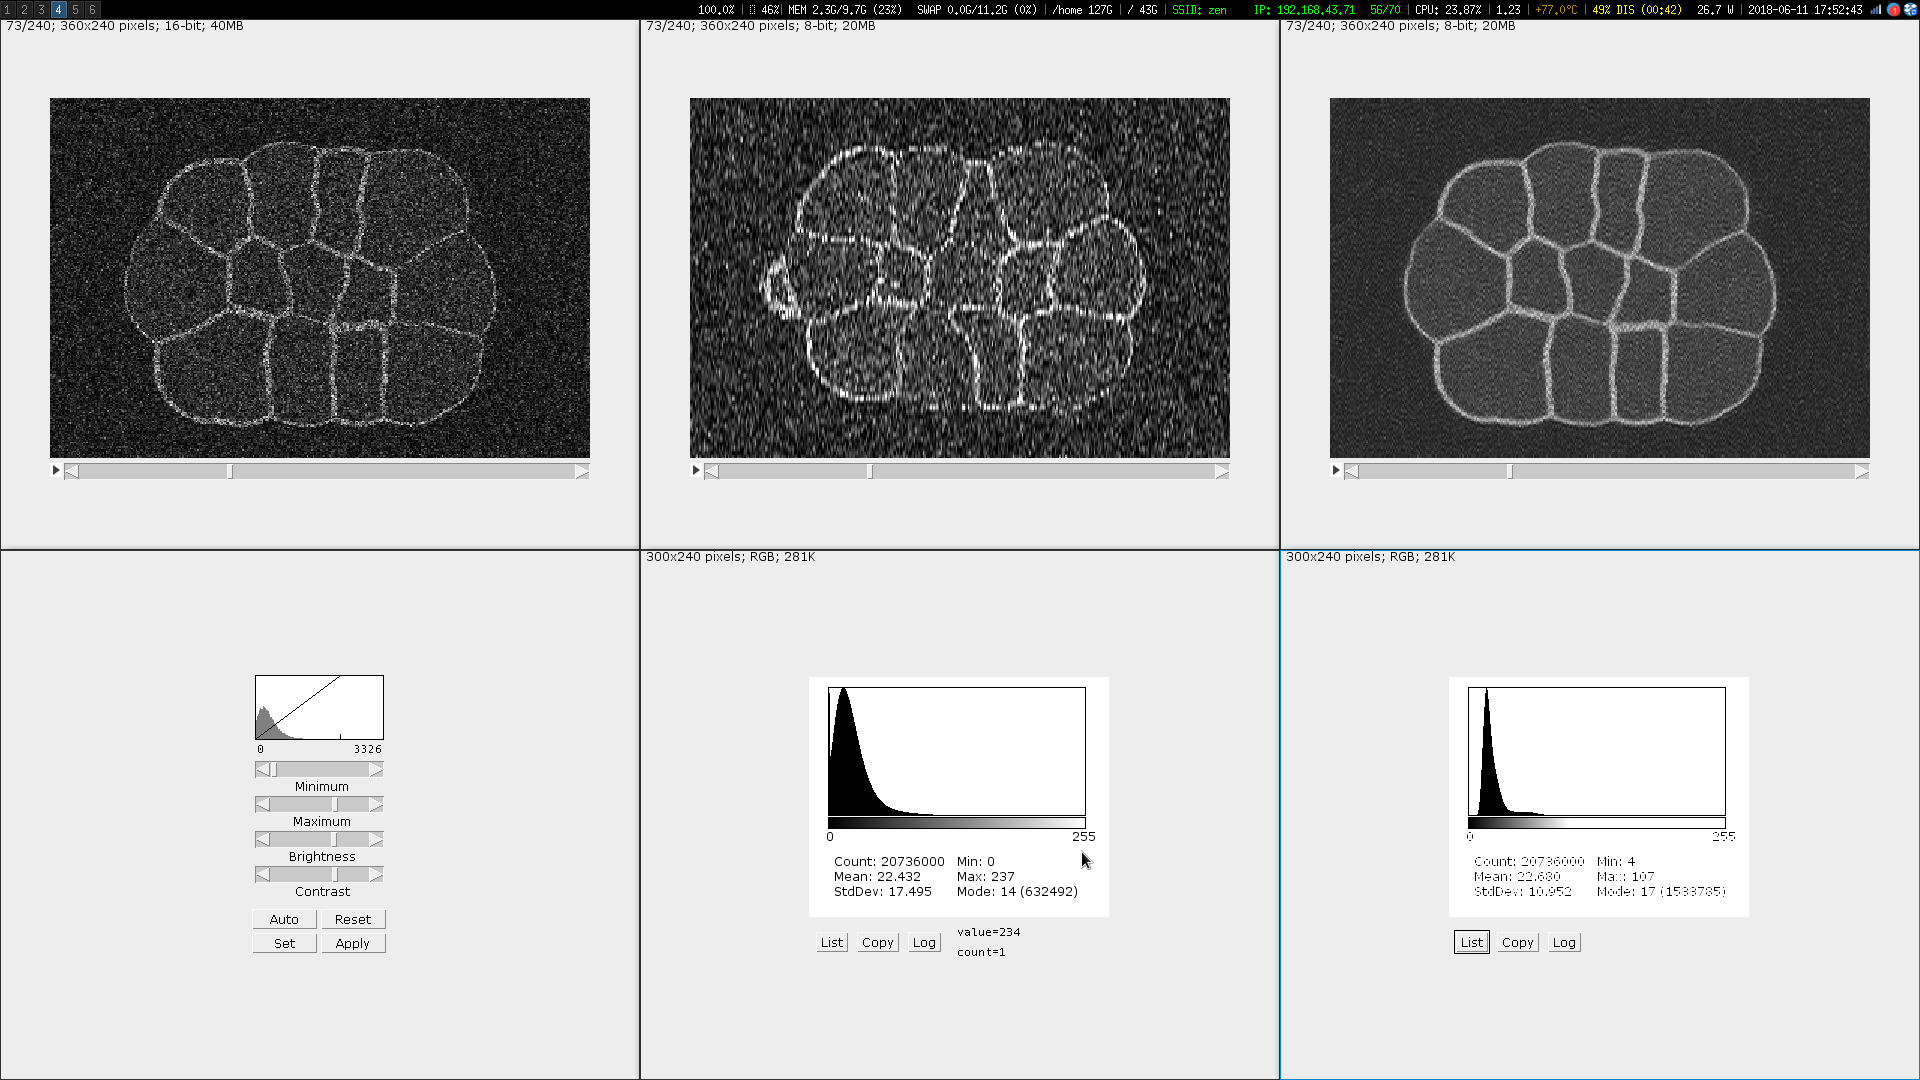 1 2 3 4 5 6
100.0% | 46% | MEM 2.3G/9.7G (23%) SWAP 0.0G/11.2G (0%) | /home 127G | / 43G | SSID: zen IP: 192.168.43.71 56/70 | CPU: 23.87% | 1.23 | +77.0°C | 49% DIS (00:42) 26.7 W | 2018-06-11 17:52:43
73/240; 360x240 pixels; 16-bit; 40MB
73/240; 360x240 pixels; 8-bit; 20MB
73/240; 360x240 pixels; 8-bit; 20MB
0 3326
Minimum
Maximum
Brightness
Contrast
Auto Reset
Set Apply
300x240 pixels; RGB; 281K
0 255
Count: 20736000 Min: 0
Mean: 22.432 Max: 237
StdDev: 17.495 Mode: 14 (632492)
List Copy Log
value=234
count=1
300x240 pixels; RGB; 281K
0 255
Count: 20736000 Min: 4
Mean: 22.680 Max: 107
StdDev: 10.952 Mode: 17 (1533785)
List Copy Log